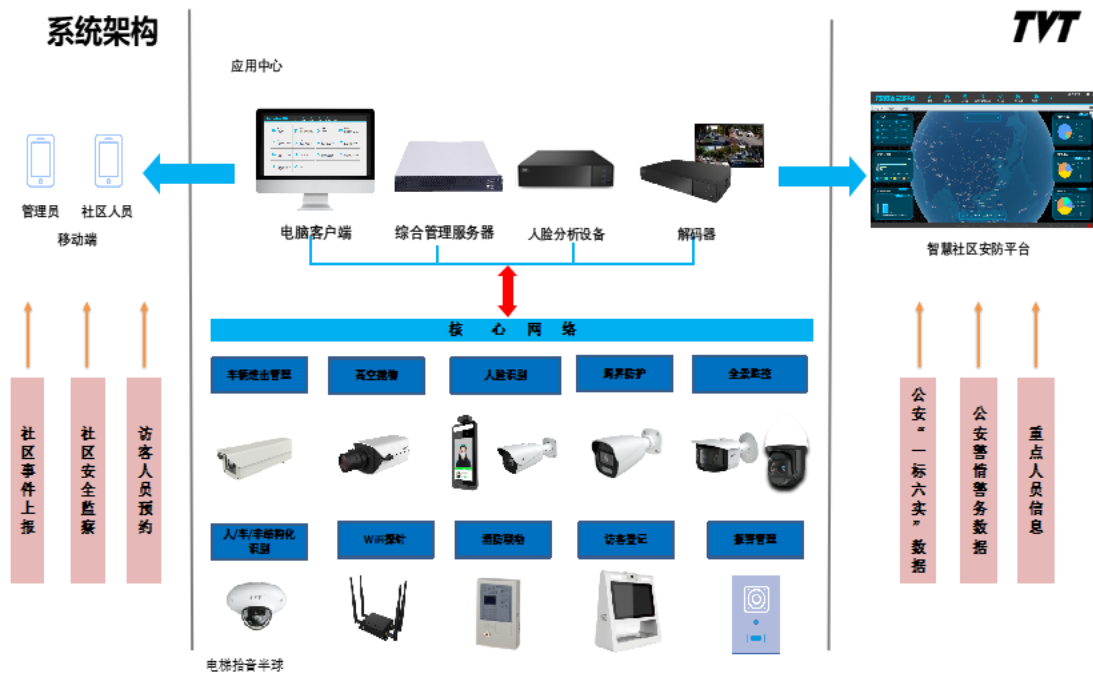 系统架构
TVT
应用中心
管理员
社区人员
移动端
电脑客户端
综合管理服务器
人脸分析设备
解码器
智慧社区安防平台
核心网络
车辆进出管理
高空抛物
人脸识别
周界防护
全景监控
社区事件上报
社区安全监察
访客人员预约
公安“一标六实”数据
公安警情警务数据
重点人员信息
人/车/非结构化
识别
WiFi探针
消防联动
访客登记
报警管理
TVT
电梯拾音半球